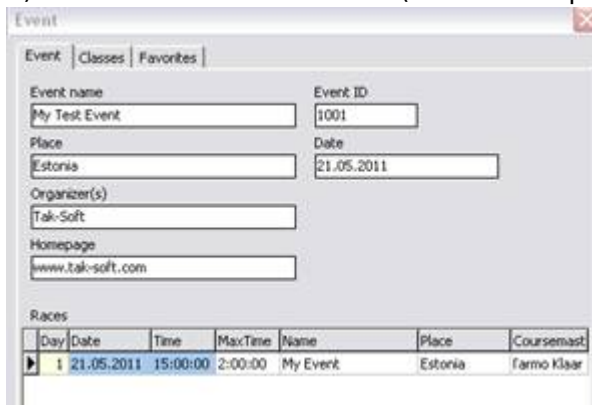 Event
Event Classes Favorites
Event name Event ID
My Test Event 1001
Place Date
Estonia 21.05.2011
Organizer(s)
Tak-Soft
Homepage
www.tak-soft.com
Races
Day Date Time MaxTime Name Place Coursemast
1 21.05.2011 15:00:00 2:00:00 My Event Estonia Tarmo Klaar